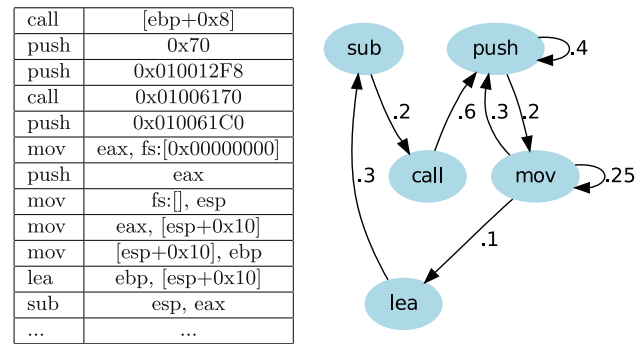 call [ebp+0x8]
push 0x70
push 0x010012F8
call 0x01006170
push 0x010061C0
mov eax, fs:[0x00000000]
push eax
mov fs:[], esp
mov eax, [esp+0x10]
mov [esp+0x10], ebp
lea ebp, [esp+0x10]
sub esp, eax
... ...
sub push .4
.2 .6 .3 .2
.3 call mov .25
.1
lea